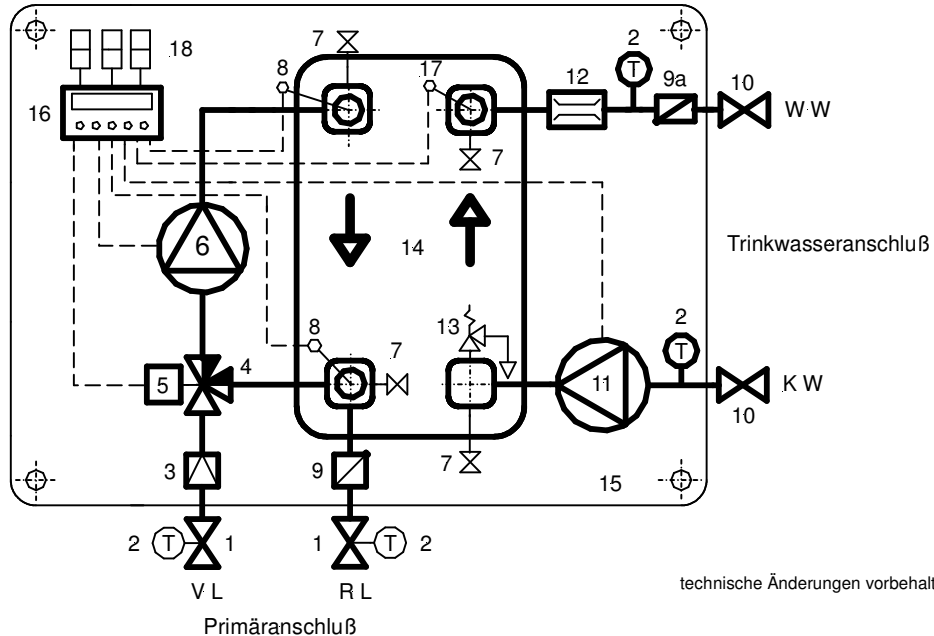 7
2
8
17
18
12
9a
10
T
W W
16
7
6
14
Trinkwasseranschluß
8
13
2
7
T
5
4
11
K W
10
3
9
7
15
2
T
1
1
T
2
V L
R L
technische Änderungen vorbehalt
Primäranschluß